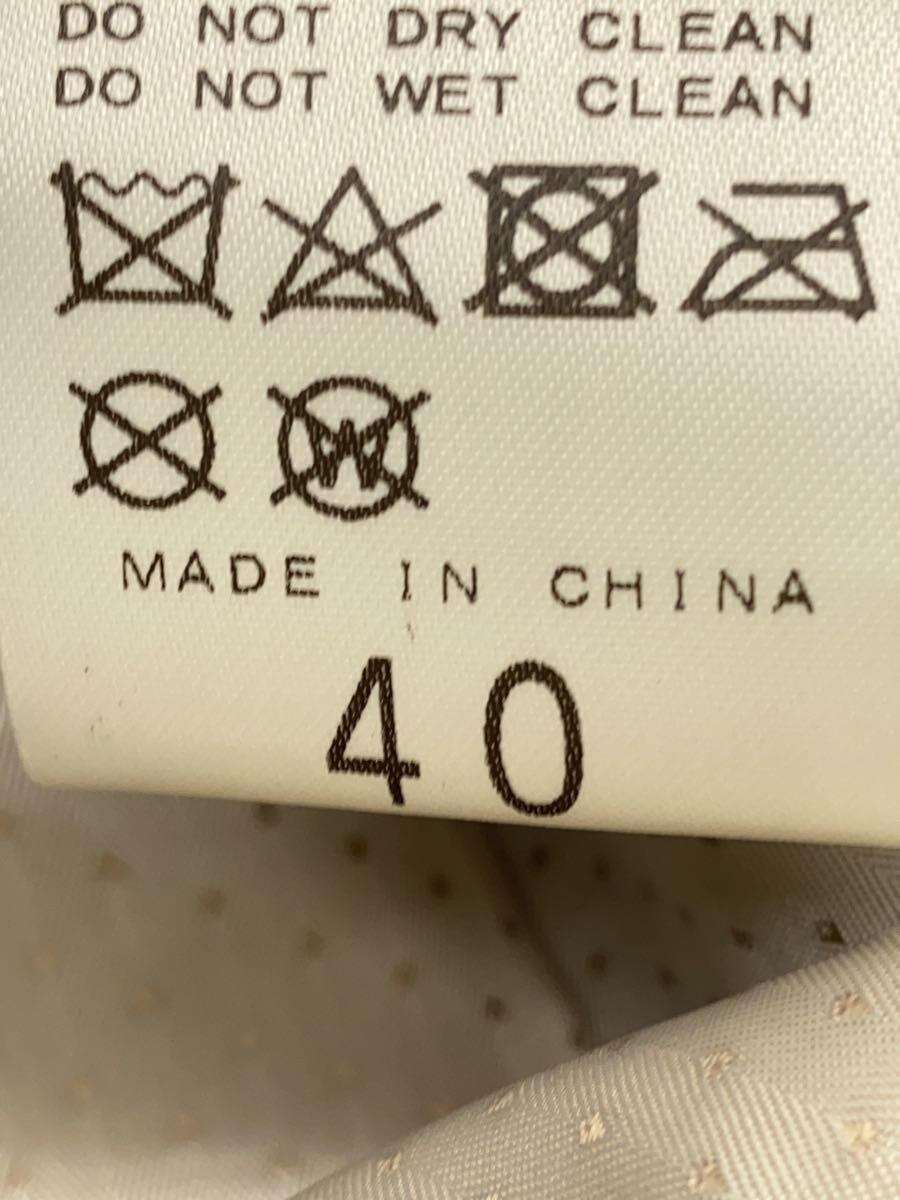 DO NOT DRY CLEAN
DO NOT WET CLEAN
W
MADE IN CHINA
40